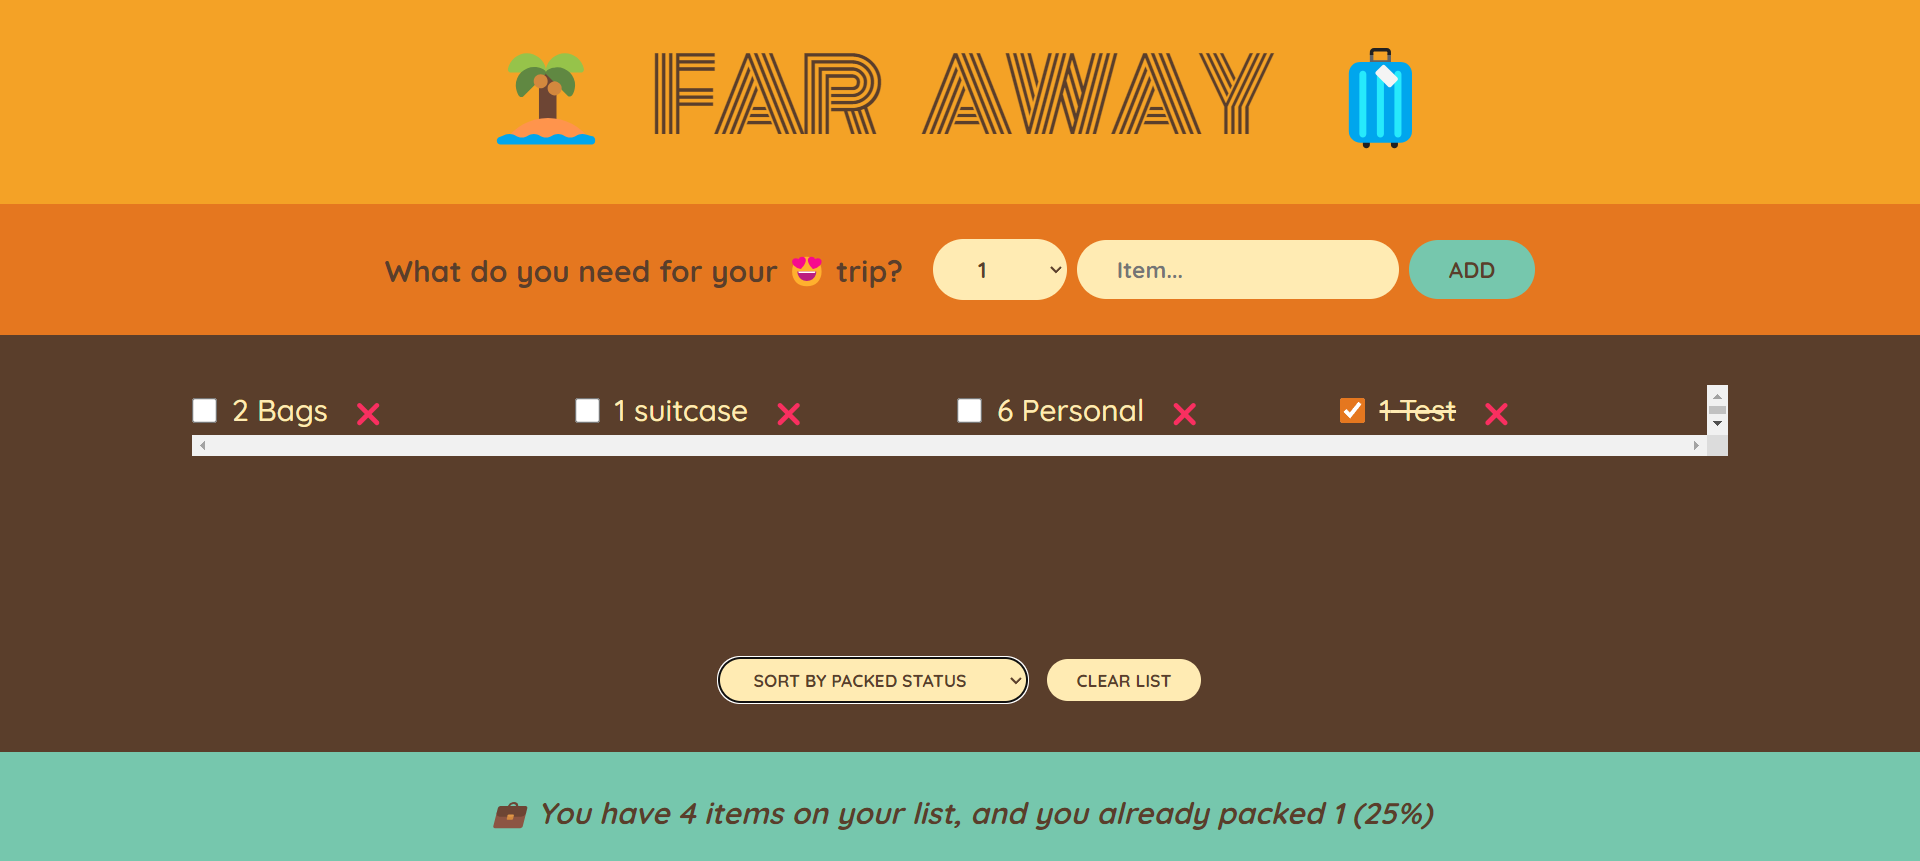 FAR AWAY
What do you need for your 😍 trip? 1 Item... ADD
2 Bags ❌ 1 suitcase ❌ 6 Personal ❌ 1 Test ❌
SORT BY PACKED STATUS CLEAR LIST
💼 You have 4 items on your list, and you already packed 1 (25%)